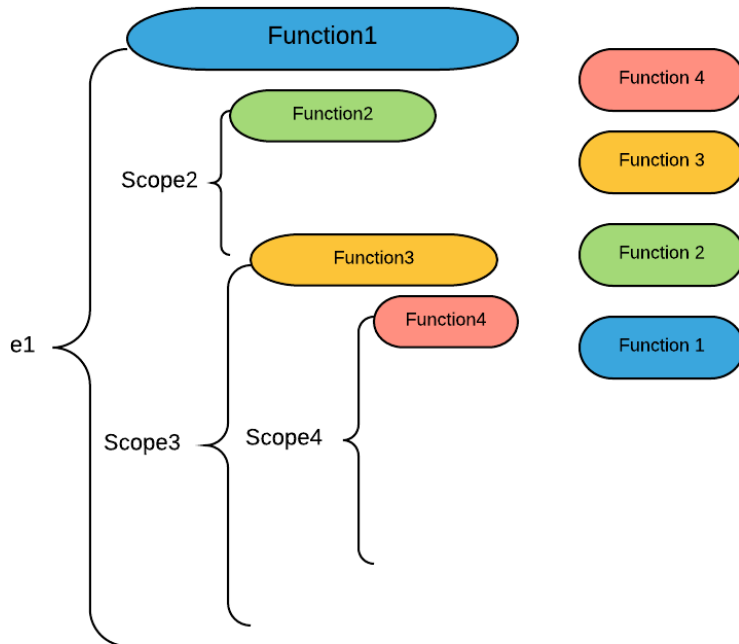 Function1
Function2
Scope2
Function3
Function4
e1
Scope3
Scope4
Function 4
Function 3
Function 2
Function 1